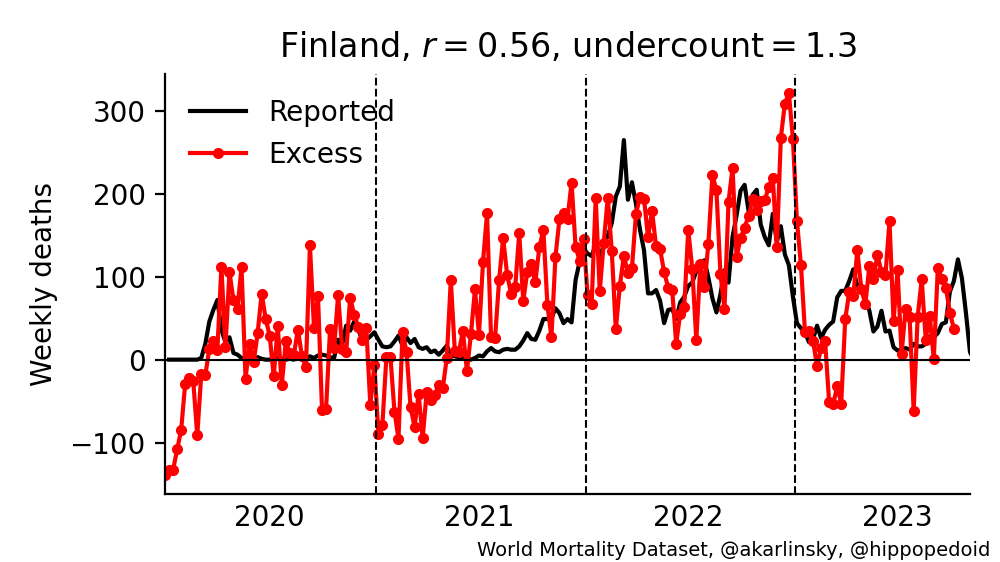 Finland, r = 0.56, undercount = 1.3
Weekly deaths
300
200
100
0
−100
Reported
Excess
2020 2021 2022 2023
World Mortality Dataset, @akarlinsky, @hippopedoid